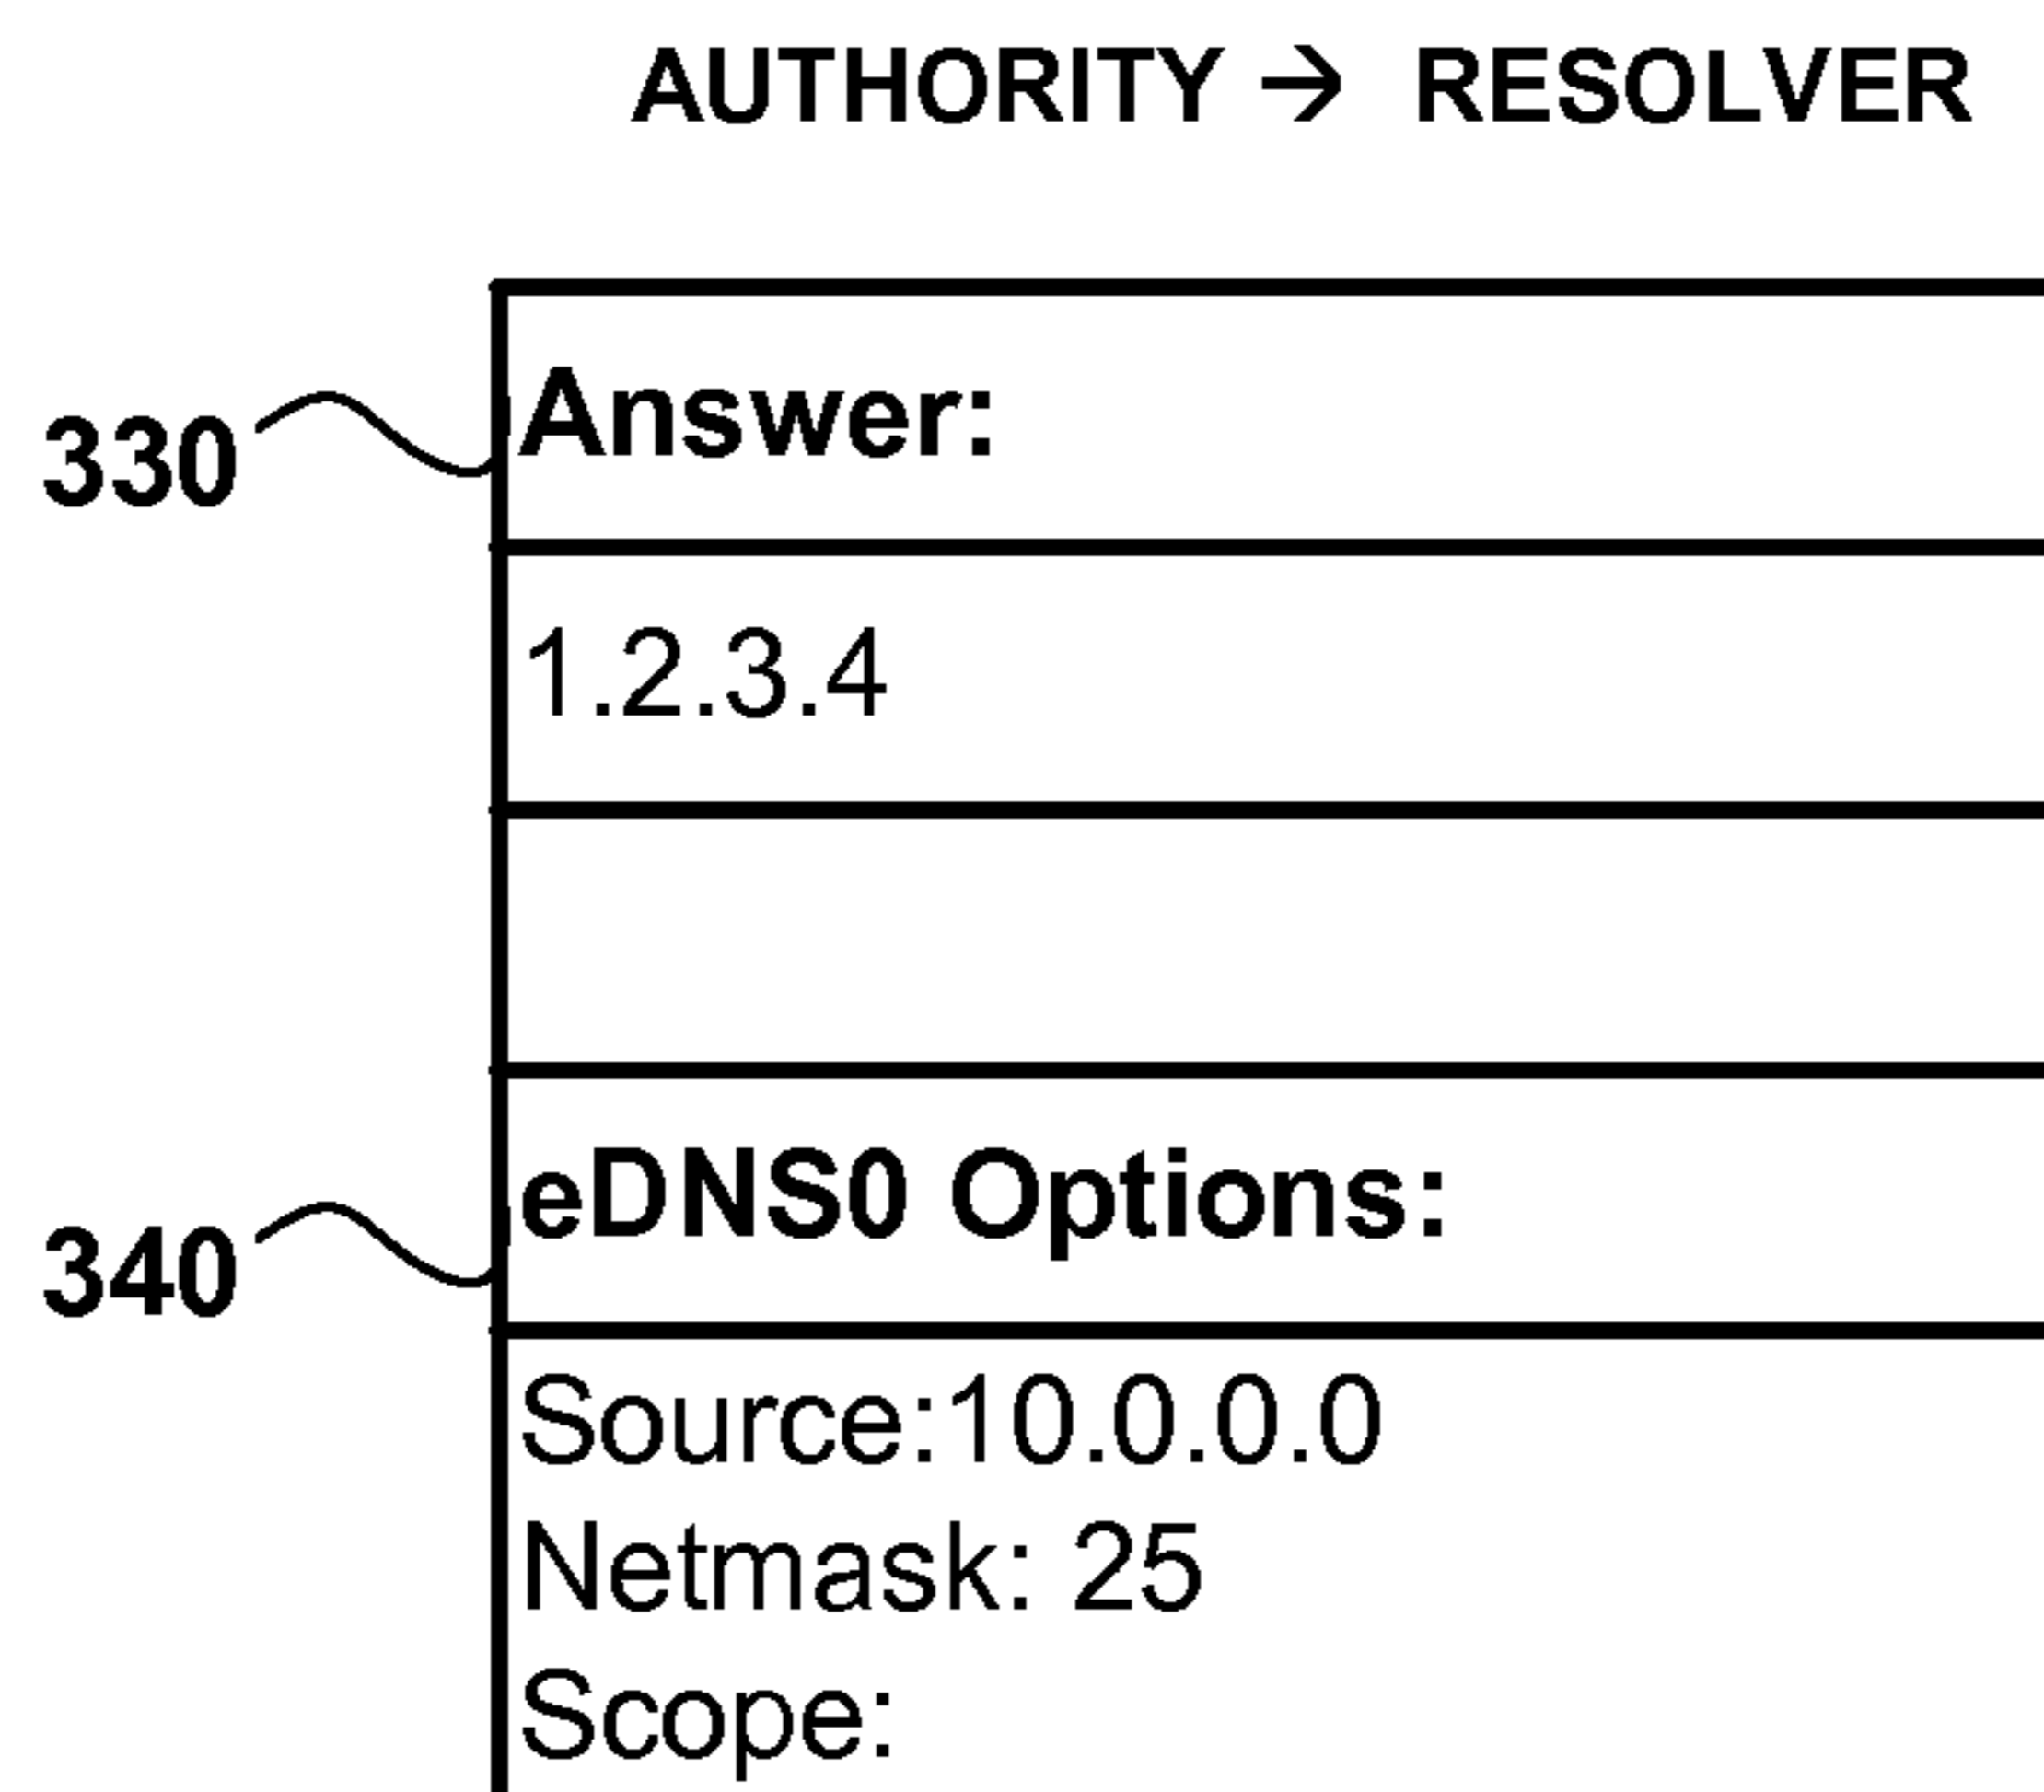 AUTHORITY → RESOLVER
330
Answer:
1.2.3.4
340
eDNS0 Options:
Source:10.0.0.0
Netmask: 25
Scope: